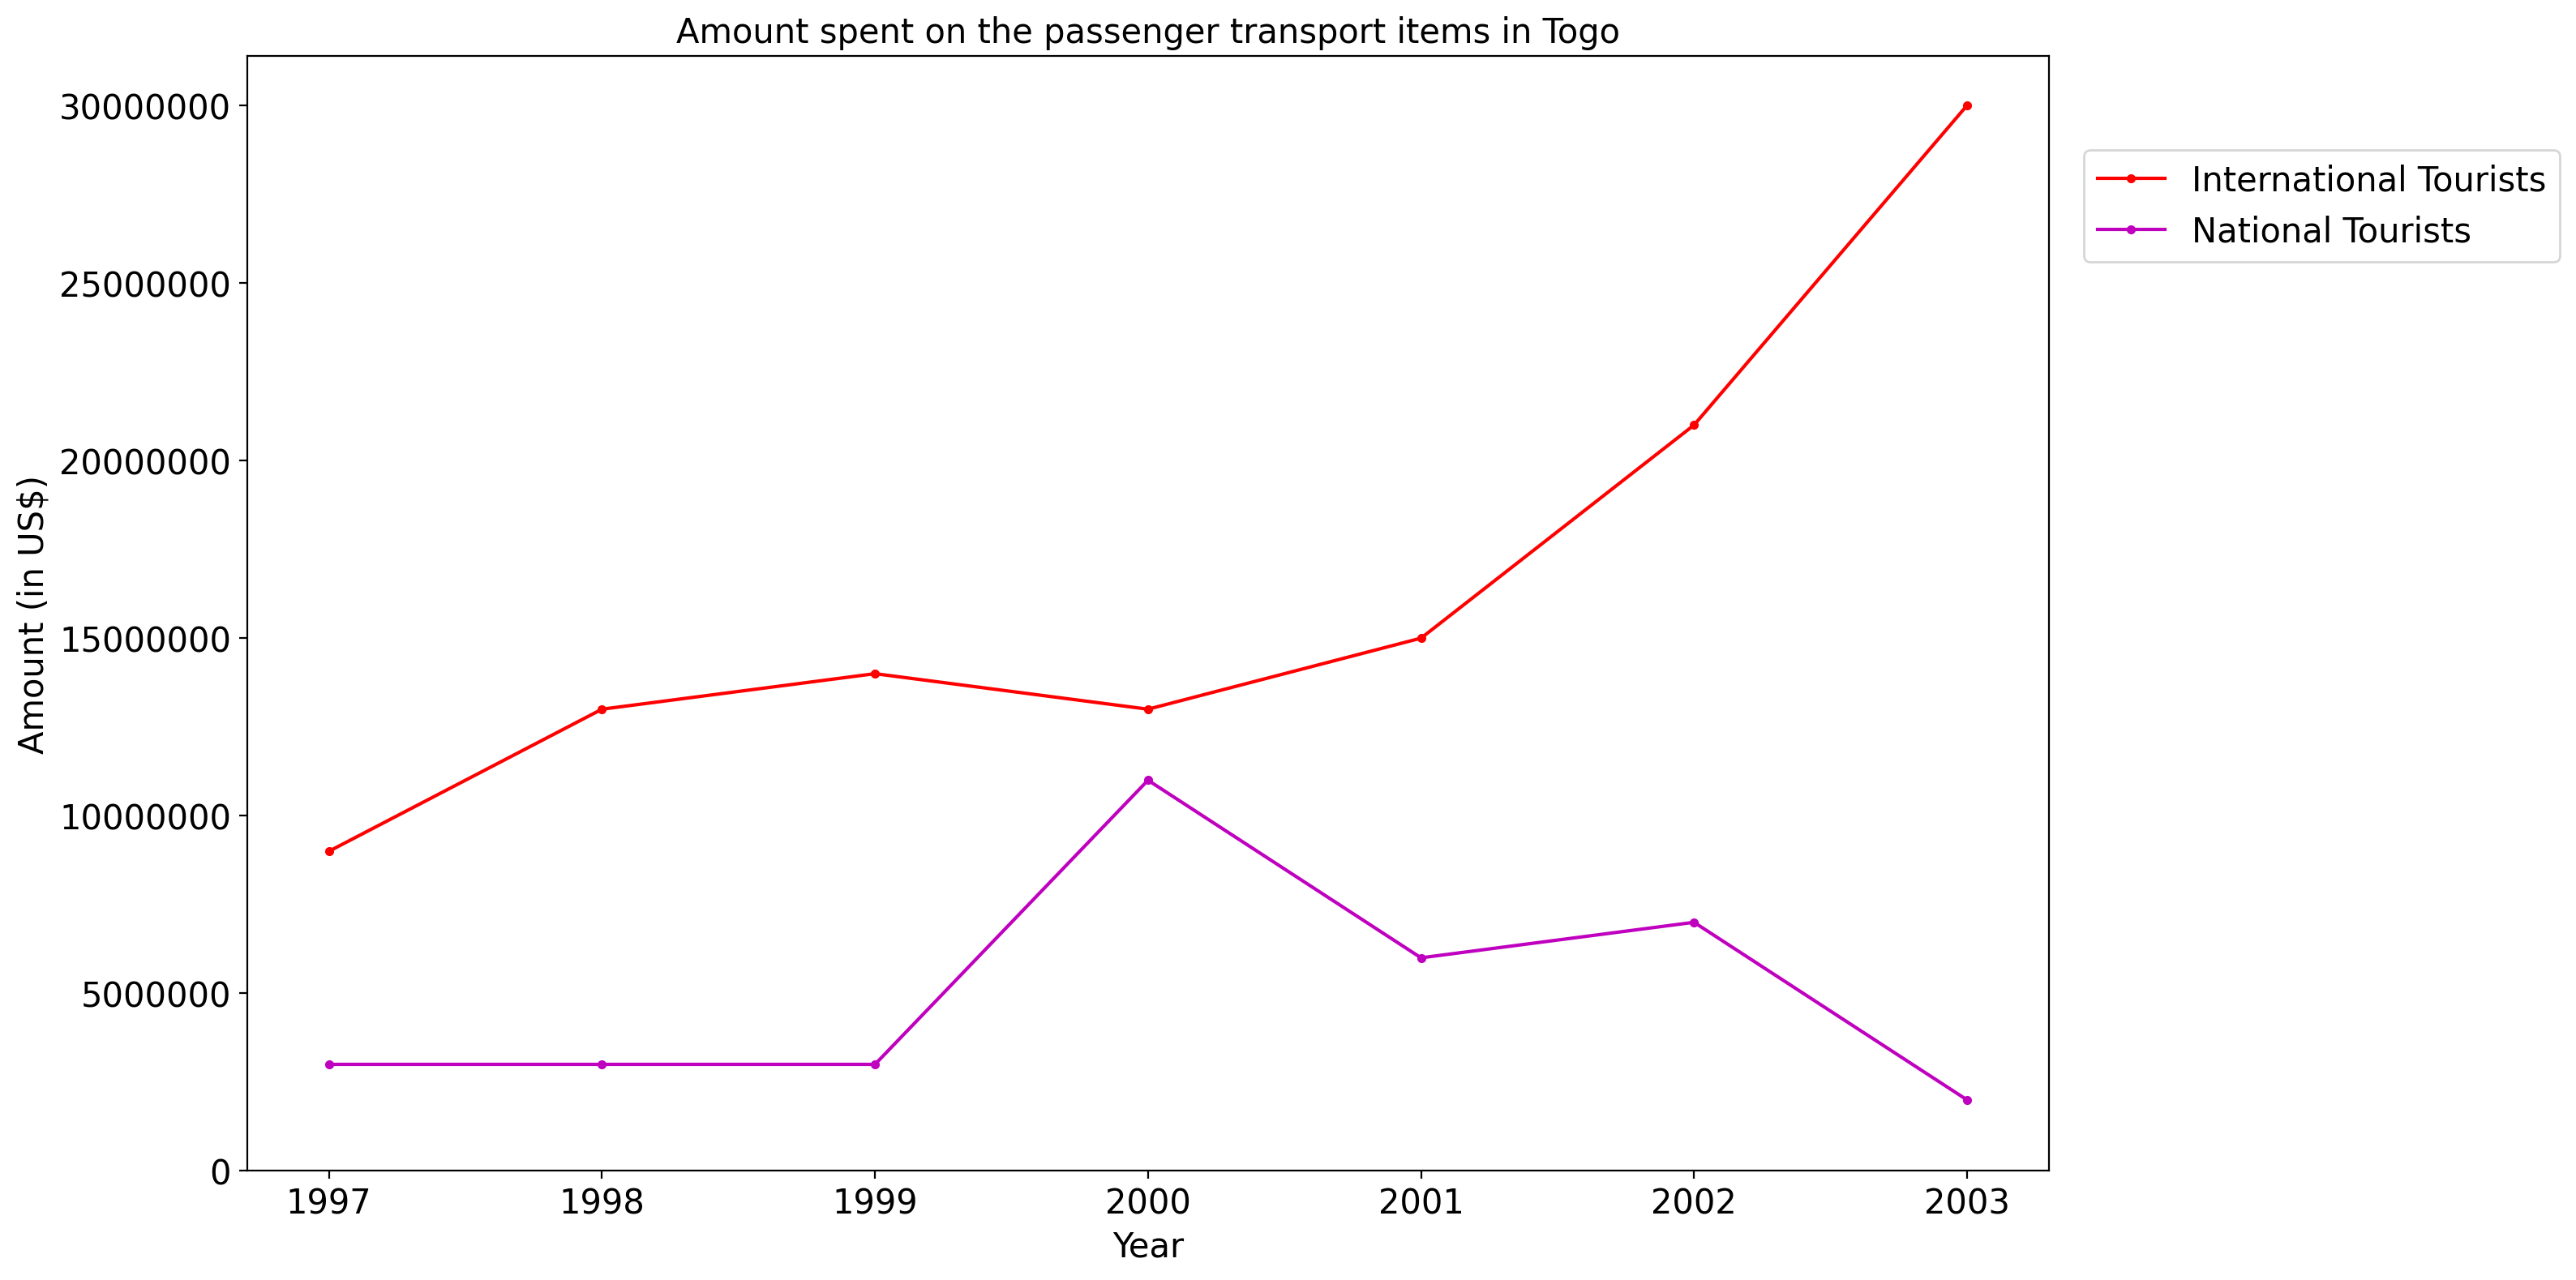 Amount spent on the passenger transport items in Togo
Amount (in US$)
30000000
25000000
20000000
15000000
10000000
5000000
0
1997 1998 1999 2000 2001 2002 2003
Year
International Tourists
National Tourists